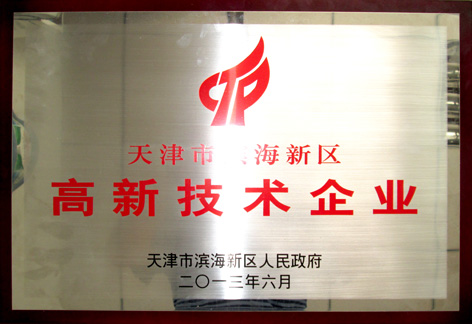 天津市滨海新区
高新技术企业
天津市滨海新区人民政府
二〇一三年六月